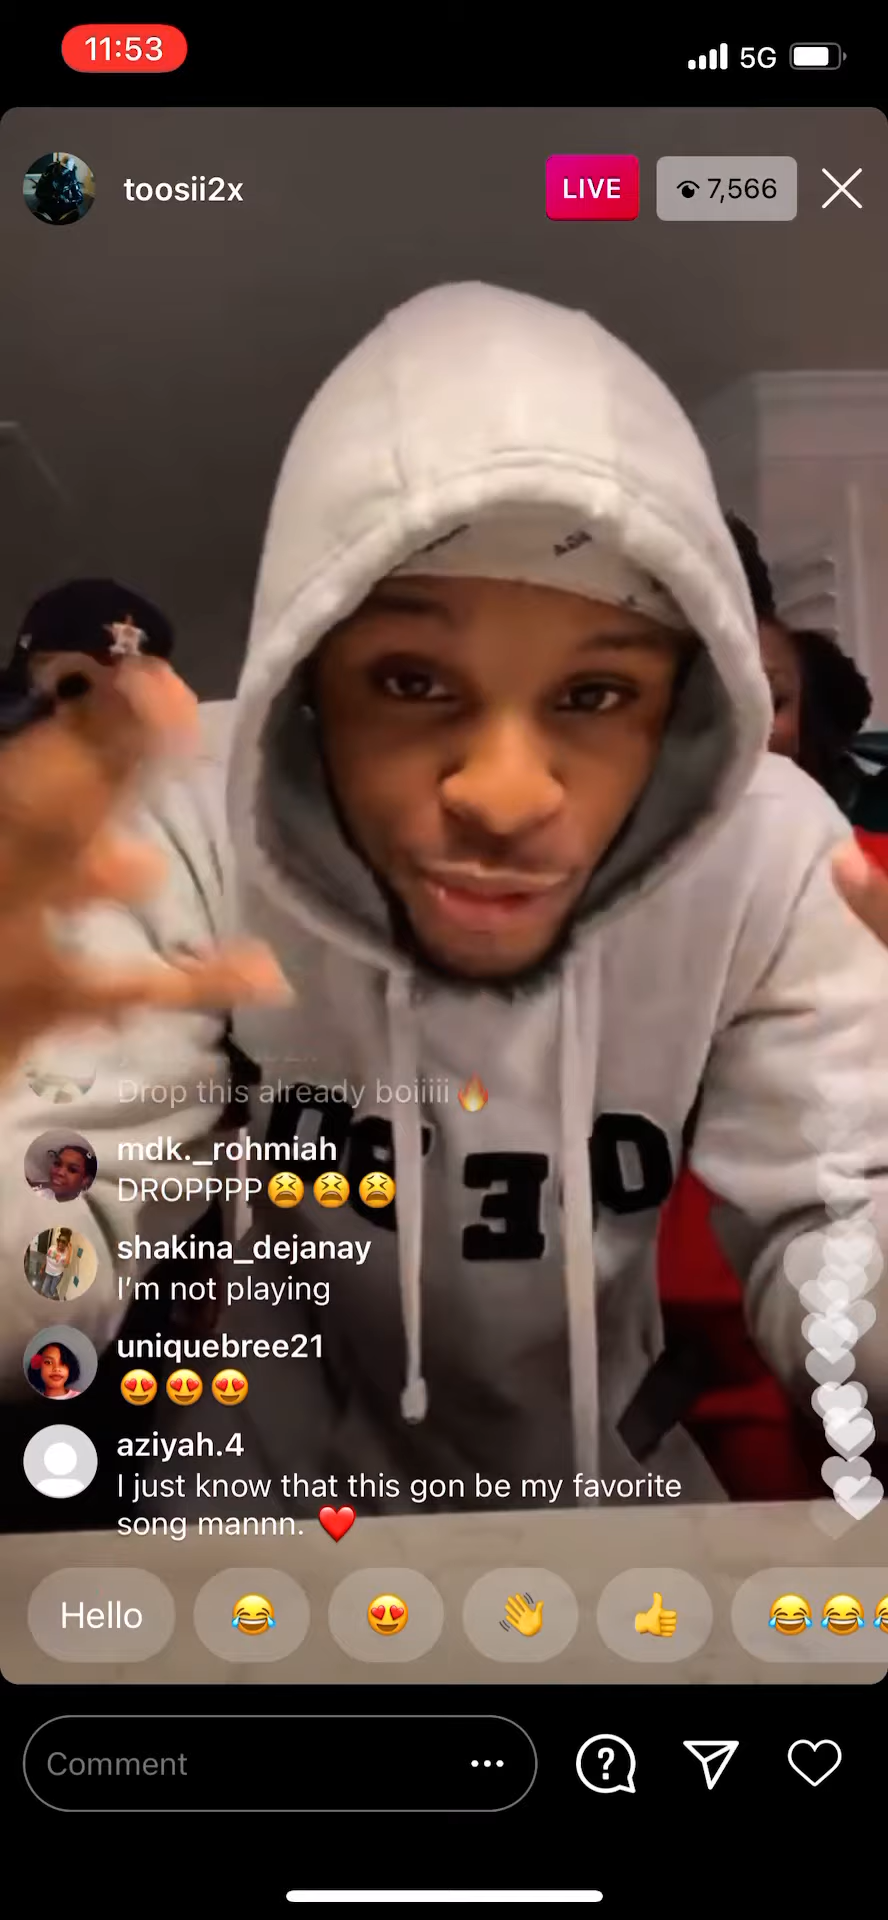 11:53
5G
toosii2x
LIVE
7,566
Drop this already boiiiii🔥
mdk._rohmiah
DROPPPP😫😫😫
shakina_dejanay
I'm not playing
uniquebree21
😍😍😍
aziyah.4
I just know that this gon be my favorite
song mannn. ❤️
Hello
😂
😍
👋
👍
😂😂
Comment